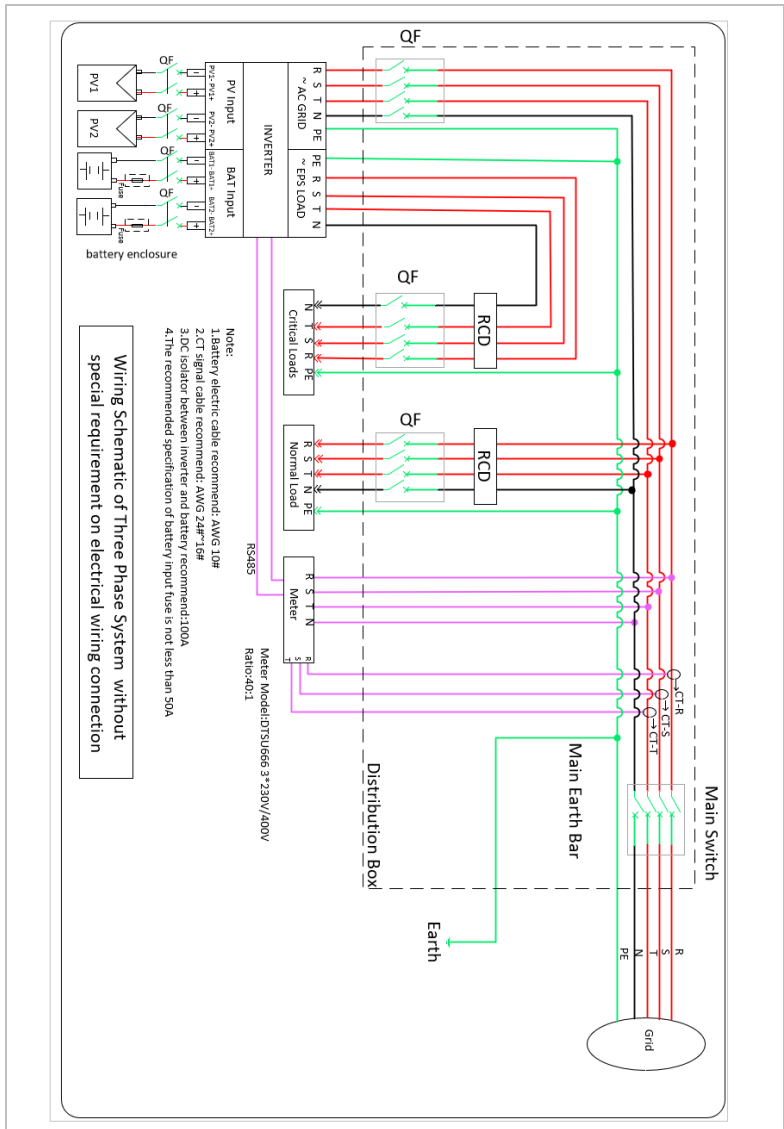 QF
QF
PV1
PV1- PV1+
- +
PV Input
R S T N PE
~ AC GRID
QF
PV2
PV2- PV2+
- +
INVERTER
QF
Fuse
BAT1- BAT1+
- +
BAT Input
PE R S T N
~ EPS LOAD
QF
Fuse
BAT2- BAT2+
- +
battery enclosure
QF
N T S R PE
Critical Loads
RCD
QF
R S T N PE
Normal Load
RCD
RS485
R S T N
Meter
R S T
Meter Model:DTSU666 3*230V/400V
Ratio:40:1
CT-R
CT-S
CT-T
Main Switch
Main Earth Bar
Distribution Box
Earth
R
S
T
N
PE
Grid
Note:
1.Battery electric cable recommend: AWG 10#
2.CT signal cable recommend: AWG 24#~16#
3.DC isolator between inverter and battery recommend:100A
4.The recommended specification of battery input fuse is not less than 50A
Wiring Schematic of Three Phase System without
special requirement on electrical wiring connection